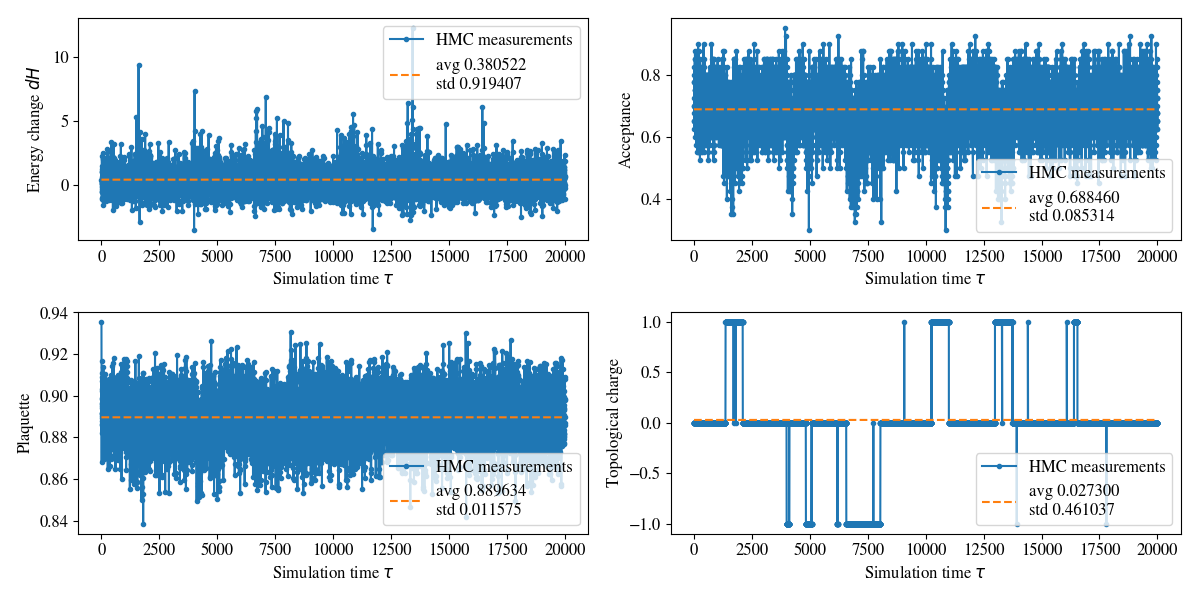 Energy change dH
10
5
0
HMC measurements
avg 0.380522
std 0.919407
0 2500 5000 7500 10000 12500 15000 17500 20000
Simulation time τ
Acceptance
0.8
0.6
0.4
HMC measurements
avg 0.688460
std 0.085314
0 2500 5000 7500 10000 12500 15000 17500 20000
Simulation time τ
Plaquette
0.94
0.92
0.90
0.88
0.86
0.84
HMC measurements
avg 0.889634
std 0.011575
0 2500 5000 7500 10000 12500 15000 17500 20000
Simulation time τ
Topological charge
1.0
0.5
0.0
−0.5
−1.0
HMC measurements
avg 0.027300
std 0.461037
0 2500 5000 7500 10000 12500 15000 17500 20000
Simulation time τ